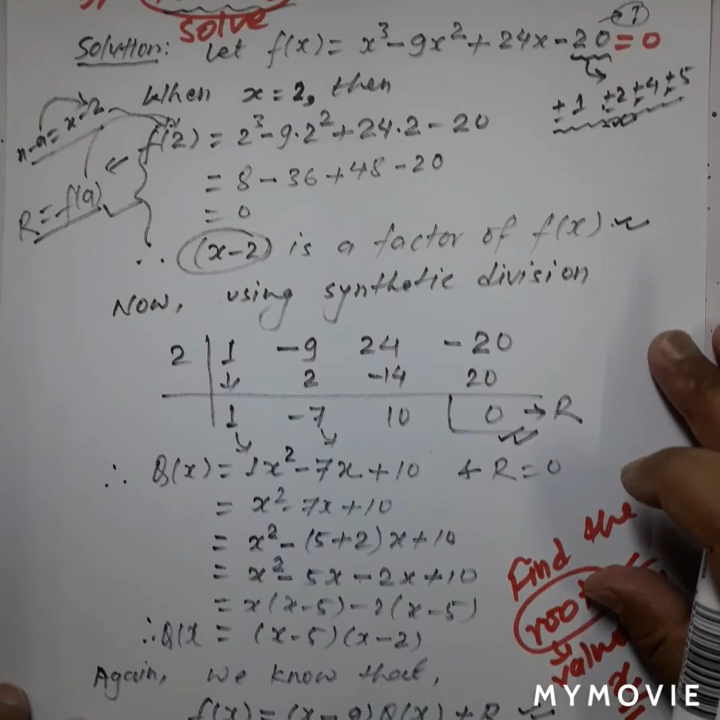 solve
Solution: Let f(x) = x³ - 9x² + 24x - 20 = 0
?
±1 ±2 ±4 ±5
When x = 2, then
x-a = x-2
f(2) = 2³ - 9·2² + 24·2 - 20
= 8 - 36 + 48 - 20
R = f(a)
= 0
∴ (x-2) is a factor of f(x)
Now, using synthetic division
2 | 1 -9 24 -20
↓ 2 -14 20
1 -7 10 | 0 → R
∴ Q(x) = 1x² - 7x + 10 & R = 0
= x² - 7x + 10
= x² - (5+2)x + 10
= x² - 5x - 2x + 10
= x(x-5) - 2(x-5)
∴ Q(x = (x-5)(x-2)
Find the
root
value
Again, we know that,
f(x) = (x-a) Q(x) + R
MYMOVIE